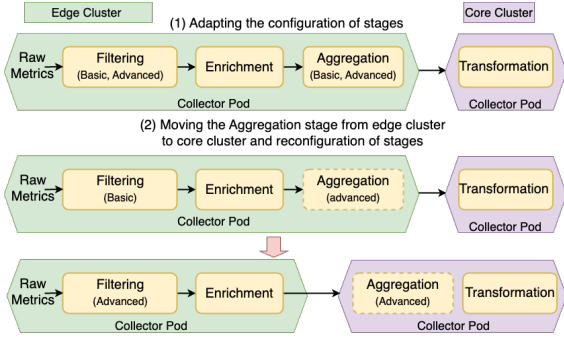 Edge Cluster
Core Cluster
(1) Adapting the configuration of stages
Raw
Metrics
Filtering
(Basic, Advanced)
Enrichment
Aggregation
(Basic, Advanced)
Transformation
Collector Pod
Collector Pod
(2) Moving the Aggregation stage from edge cluster
to core cluster and reconfiguration of stages
Raw
Metrics
Filtering
(Basic)
Enrichment
Aggregation
(advanced)
Transformation
Collector Pod
Collector Pod
Raw
Metrics
Filtering
(Advanced)
Enrichment
Aggregation
(Advanced)
Transformation
Collector Pod
Collector Pod